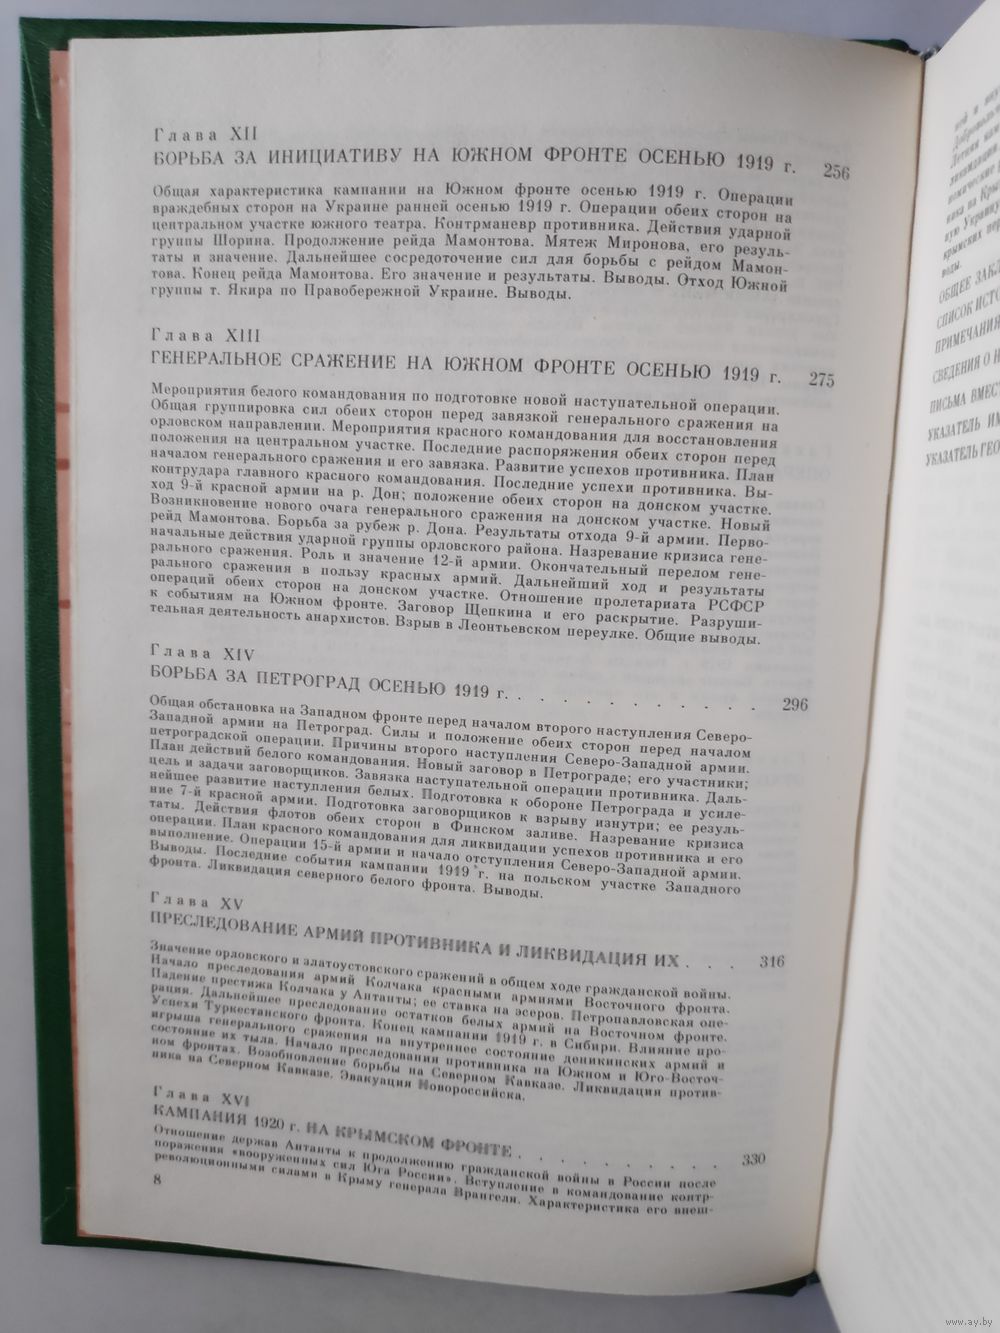 Глава XII
БОРЬБА ЗА ИНИЦИАТИВУ НА ЮЖНОМ ФРОНТЕ ОСЕНЬЮ 1919 г. 256
Общая характеристика кампании на Южном фронте осенью 1919 г. Операции
враждебных сторон на Украине ранней осенью 1919 г. Операции обеих сторон на
центральном участке южного театра. Контрманевр противника. Действия ударной
группы Шорина. Продолжение рейда Мамонтова. Мятеж Миронова, его резуль-
таты и значение. Дальнейшее сосредоточение сил для борьбы с рейдом Мамон-
това. Конец рейда Мамонтова. Его значение и результаты. Выводы. Отход Южной
группы т. Якира по Правобережной Украине. Выводы.
Глава XIII
ГЕНЕРАЛЬНОЕ СРАЖЕНИЕ НА ЮЖНОМ ФРОНТЕ ОСЕНЬЮ 1919 г. 275
Мероприятия белого командования по подготовке новой наступательной операции.
Общая группировка сил обеих сторон перед завязкой генерального сражения на
орловском направлении. Мероприятия красного командования для восстановления
положения на центральном участке. Последние распоряжения обеих сторон перед
началом генерального сражения и его завязка. Развитие успехов противника. План
контрудара главного красного командования. Последние успехи противника. Вы-
ход 9-й красной армии на р. Дон; положение обеих сторон на донском участке.
Возникновение нового очага генерального сражения на донском участке. Новый
рейд Мамонтова. Борьба за рубеж р. Дона. Результаты отхода 9-й армии. Перво-
начальные действия ударной группы орловского района. Назревание кризиса гене-
рального сражения. Роль и значение 12-й армии. Окончательный перелом гене-
рального сражения в пользу красных армий. Дальнейший ход и результаты
операций обеих сторон на донском участке. Отношение пролетариата РСФСР
к событиям на Южном фронте. Заговор Щепкина и его раскрытие. Разруши-
тельная деятельность анархистов. Взрыв в Леонтьевском переулке. Общие выводы.
Глава XIV
БОРЬБА ЗА ПЕТРОГРАД ОСЕНЬЮ 1919 г. . . . . . . . . . . . 296
Общая обстановка на Западном фронте перед началом второго наступления Северо-
Западной армии на Петроград. Силы и положение обеих сторон перед началом
петроградской операции. Причины второго наступления Северо-Западной армии.
План действий белого командования. Новый заговор в Петрограде; его участники;
цель и задачи заговорщиков. Завязка наступательной операции противника. Даль-
нейшее развитие наступления белых. Подготовка к обороне Петрограда и усиле-
ние 7-й красной армии. Подготовка заговорщиков к взрыву изнутри; ее резуль-
таты. Действия флотов обеих сторон в Финском заливе. Назревание кризиса
операции. План красного командования для ликвидации успехов противника и его
выполнение. Операции 15-й армии и начало отступления Северо-Западной армии.
Выводы. Последние события кампании 1919 г. на польском участке Западного
фронта. Ликвидация северного белого фронта. Выводы.
Глава XV
ПРЕСЛЕДОВАНИЕ АРМИЙ ПРОТИВНИКА И ЛИКВИДАЦИЯ ИХ . . . 316
Значение орловского и златоустовского сражений в общем ходе гражданской войны.
Начало преследования армий Колчака красными армиями Восточного фронта.
Падение престижа Колчака у Антанты; ее ставка на эсеров. Петропавловская опе-
рация. Дальнейшее преследование остатков белых армий на Восточном фронте.
Успехи Туркестанского фронта. Конец кампании 1919 г. в Сибири. Влияние про-
игрыша генерального сражения на внутреннее состояние деникинских армий и
состояние их тыла. Начало преследования противника на Южном и Юго-Восточ-
ном фронтах. Возобновление борьбы на Северном Кавказе. Ликвидация против-
ника на Северном Кавказе. Эвакуация Новороссийска.
Глава XVI
КАМПАНИЯ 1920 г. НА КРЫМСКОМ ФРОНТЕ . . . . . . . . . . 330
Отношение держав Антанты к продолжению гражданской войны в России после
поражения «вооруженных сил Юга России». Вступление в командование контр-
революционными силами в Крыму генерала Врангеля. Характеристика его внеш-
8
ной и вну
Добровольч
Летняя
ликвидации
номические
ника на Кры
ную Украину
крымских пер
воды.
ОБЩЕЕ ЗАКЛ
СПИСОК ИСТО
ПРИМЕЧАНИЯ
СВЕДЕНИЯ О Н
ПИСЬМА ВМЕСТ
УКАЗАТЕЛЬ ИМ
УКАЗАТЕЛЬ ГЕО
www.ay.by